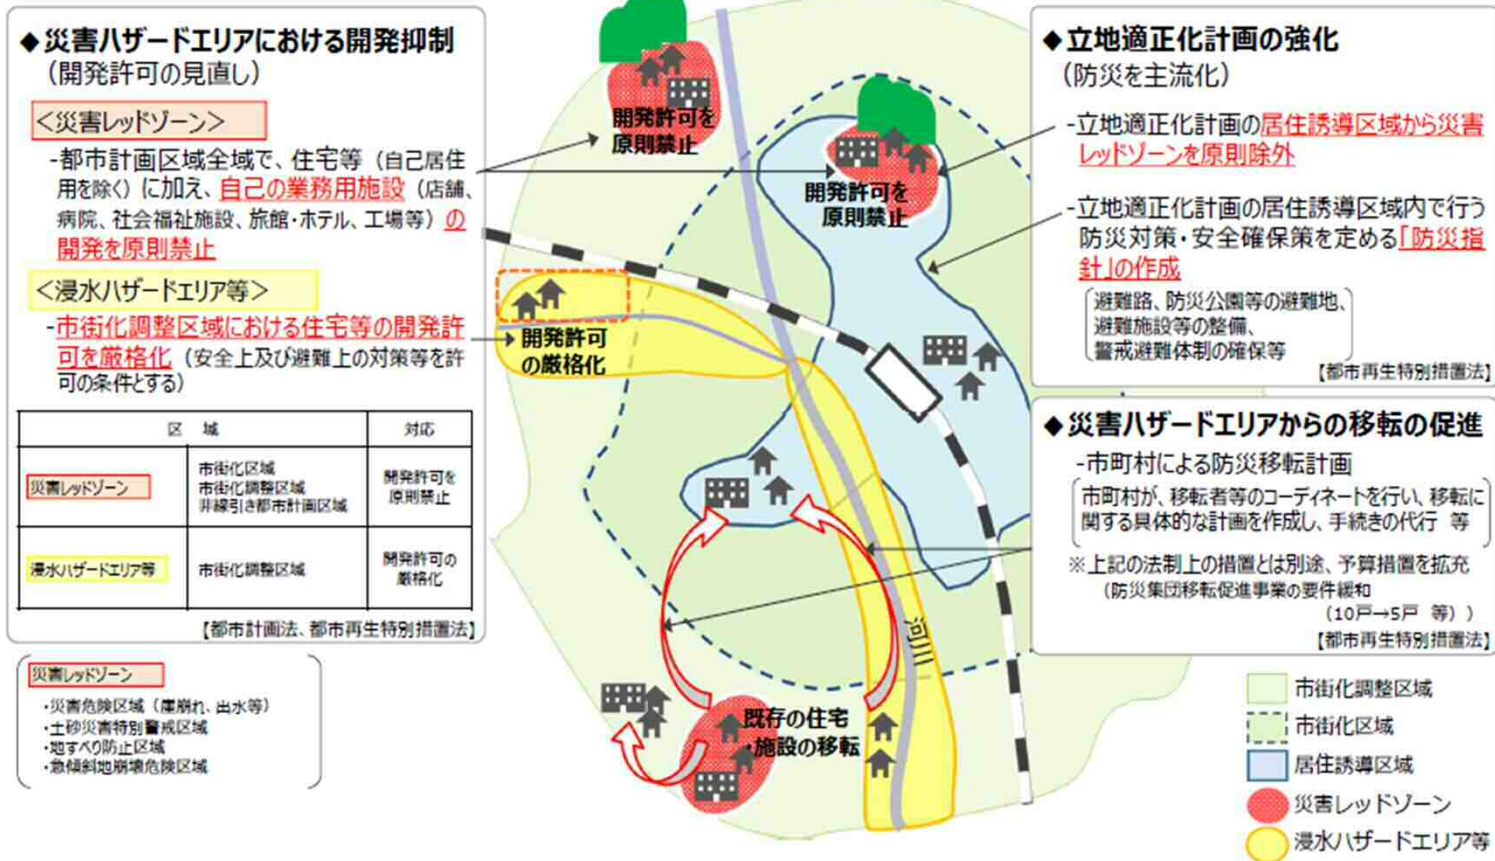 ◆災害ハザードエリアにおける開発抑制
（開発許可の見直し）
＜災害レッドゾーン＞
-都市計画区域全域で、住宅等（自己居住
用を除く）に加え、自己の業務用施設（店舗、
病院、社会福祉施設、旅館・ホテル、工場等）の
開発を原則禁止
＜浸水ハザードエリア等＞
-市街化調整区域における住宅等の開発許
可を厳格化（安全上及び避難上の対策等を許
可の条件とする）
区　域
対応
災害レッドゾーン
市街化区域
市街化調整区域
非線引き都市計画区域
開発許可を
原則禁止
浸水ハザードエリア等
市街化調整区域
開発許可の
厳格化
【都市計画法、都市再生特別措置法】
災害レッドゾーン
・災害危険区域（崖崩れ、出水等）
・土砂災害特別警戒区域
・地すべり防止区域
・急傾斜地崩壊危険区域
開発許可を
原則禁止
開発許可を
原則禁止
開発許可
の厳格化
河川
既存の住宅
・施設の移転
◆立地適正化計画の強化
（防災を主流化）
-立地適正化計画の居住誘導区域から災害
レッドゾーンを原則除外
-立地適正化計画の居住誘導区域内で行う
防災対策・安全確保策を定める「防災指
針」の作成
避難路、防災公園等の避難地、
避難施設等の整備、
警戒避難体制の確保等
【都市再生特別措置法】
◆災害ハザードエリアからの移転の促進
-市町村による防災移転計画
市町村が、移転者等のコーディネートを行い、移転に
関する具体的な計画を作成し、手続きの代行　等
※上記の法制上の措置とは別途、予算措置を拡充
（防災集団移転促進事業の要件緩和
（10戸→5戸　等））
【都市再生特別措置法】
市街化調整区域
市街化区域
居住誘導区域
災害レッドゾーン
浸水ハザードエリア等